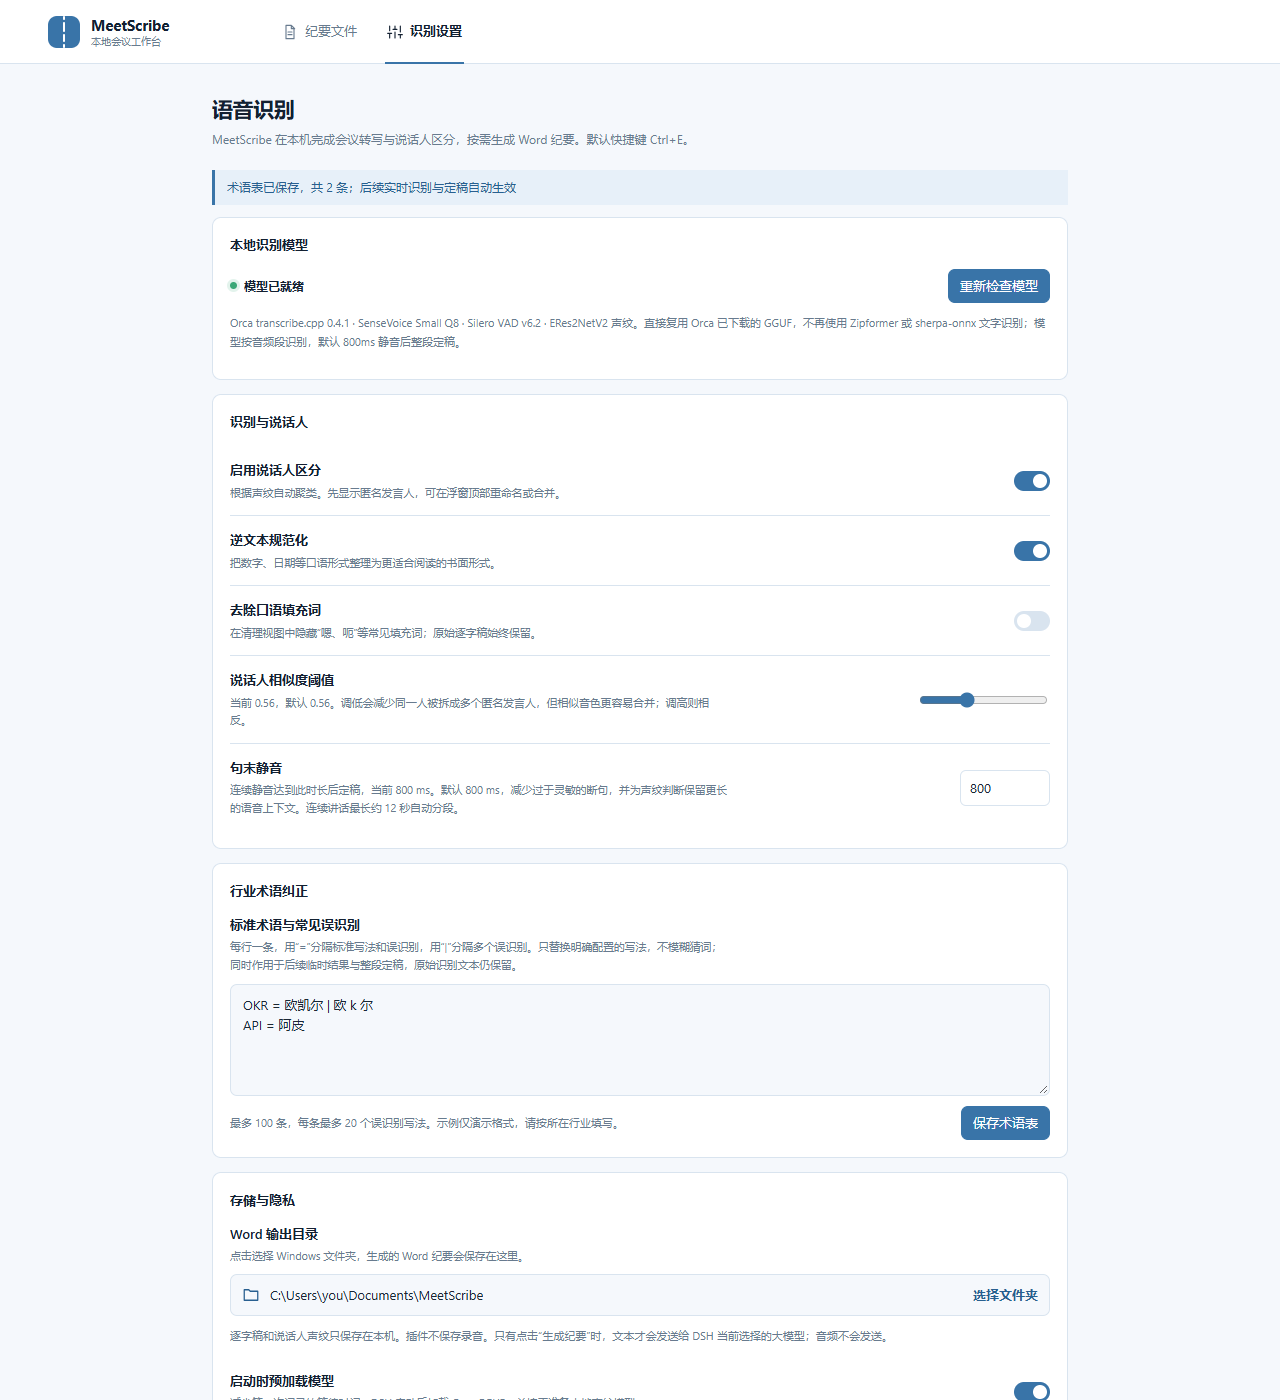 MeetScribe
本地会议工作台
纪要文件
识别设置
语音识别
MeetScribe 在本机完成会议转写与说话人区分，按需生成 Word 纪要。默认快捷键 Ctrl+E。
术语表已保存，共 2 条；后续实时识别与定稿自动生效
本地识别模型
模型已就绪
重新检查模型
Orca transcribe.cpp 0.4.1 · SenseVoice Small Q8 · Silero VAD v6.2 · ERes2NetV2 声纹。直接复用 Orca 已下载的 GGUF，不再使用 Zipformer 或 sherpa-onnx 文字识别；模
型按音频段识别，默认 800ms 静音后整段定稿。
识别与说话人
启用说话人区分
根据声纹自动聚类。先显示匿名发言人，可在浮窗顶部重命名或合并。
逆文本规范化
把数字、日期等口语形式整理为更适合阅读的书面形式。
去除口语填充词
在清理视图中隐藏“嗯、呃”等常见填充词；原始逐字稿始终保留。
说话人相似度阈值
当前 0.56，默认 0.56。调低会减少同一人被拆成多个匿名发言人，但相似音色更容易合并；调高则相
反。
句末静音
连续静音达到此时长后定稿，当前 800 ms。默认 800 ms，减少过于灵敏的断句，并为声纹判断保留更长
的语音上下文。连续讲话最长约 12 秒自动分段。
800
行业术语纠正
标准术语与常见误识别
每行一条，用“=”分隔标准写法和误识别，用“|”分隔多个误识别。只替换明确配置的写法，不模糊猜词；
同时作用于后续临时结果与整段定稿，原始识别文本仍保留。
OKR = 欧凯尔 | 欧 k 尔
API = 阿皮
最多 100 条，每条最多 20 个误识别写法。示例仅演示格式，请按所在行业填写。
保存术语表
存储与隐私
Word 输出目录
点击选择 Windows 文件夹，生成的 Word 纪要会保存在这里。
C:\Users\you\Documents\MeetScribe
选择文件夹
逐字稿和说话人声纹只保存在本机。插件不保存录音。只有点击“生成纪要”时，文本才会发送给 DSH 当前选择的大模型；音频不会发送。
启动时预加载模型